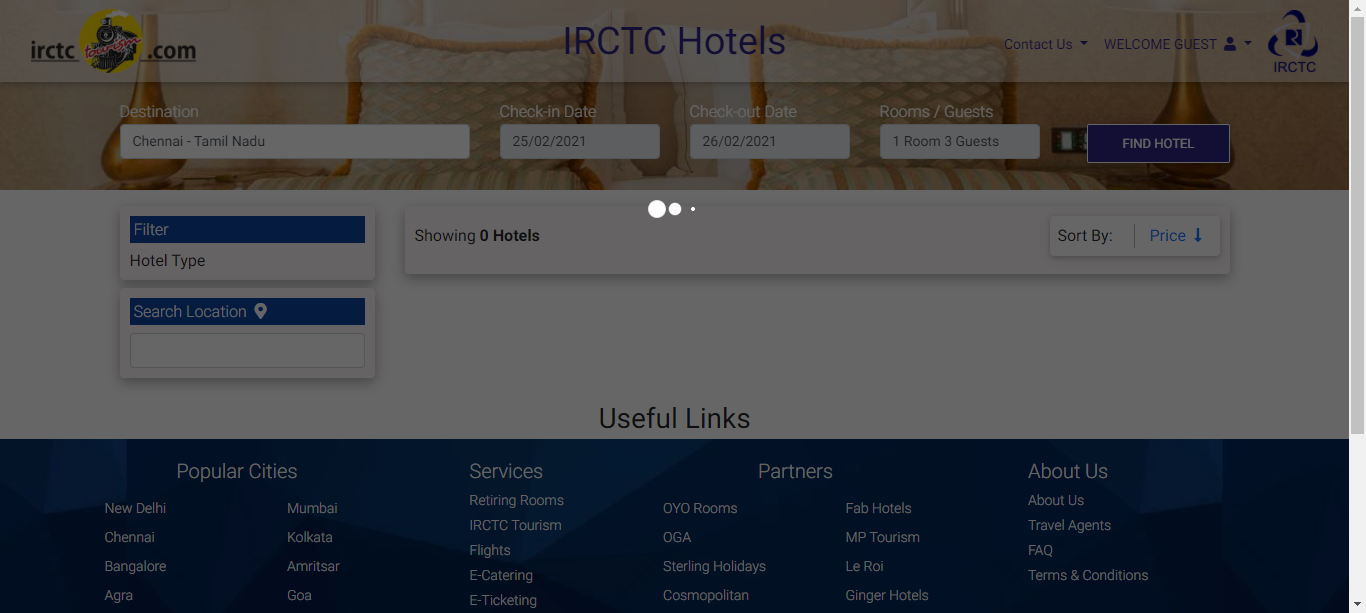 irctc tourism .com
IRCTC Hotels
Contact Us
WELCOME GUEST
IRCTC
Destination
Check-in Date
Check-out Date
Rooms / Guests
Chennai - Tamil Nadu
25/02/2021
26/02/2021
1 Room 3 Guests
FIND HOTEL
Filter
Hotel Type
Search Location
Showing 0 Hotels
Sort By:
Price
Useful Links
Popular Cities
New Delhi
Mumbai
Chennai
Kolkata
Bangalore
Amritsar
Agra
Goa
Services
Retiring Rooms
IRCTC Tourism
Flights
E-Catering
E-Ticketing
Partners
OYO Rooms
Fab Hotels
OGA
MP Tourism
Sterling Holidays
Le Roi
Cosmopolitan
Ginger Hotels
About Us
About Us
Travel Agents
FAQ
Terms & Conditions